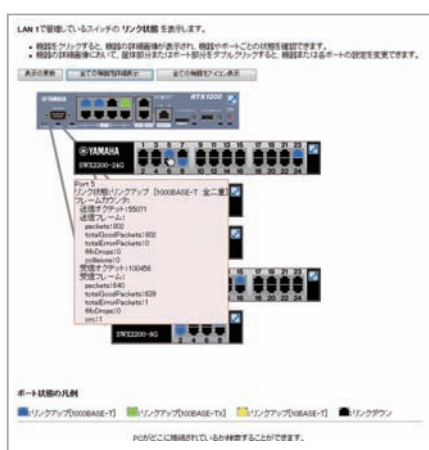 LAN 1で管理しているスイッチの リンク状態 を表示します。
• 機器をクリックすると、機器の詳細画像が表示され、機器やポートごとの状態を確認できます。
• 機器の詳細画像において、筐体部分またはポート部分をダブルクリックすると、機器または各ポートの設定を変更できます。
表示の更新 全ての機器を詳細表示 全ての機器をアイコン表示
YAMAHA RTX1200
YAMAHA
SWX2200-24G
Port 5
リンク状態:リンクアップ [1000BASE-T 全二重]
フレームカウンタ:
送信オクテット:55071
送信フレーム:
packets:802
totalGoodPackets:802
totalErrorPackets:0
fifoDrops:0
collisions:0
受信オクテット:100456
受信フレーム:
packets:640
totalGoodPackets:639
totalErrorPackets:1
fifoDrops:0
crc:1
SWX2200-8G
2 4 6 8
ポート状態の凡例
:リンクアップ[1000BASE-T] :リンクアップ[100BASE-TX] :リンクアップ[10BASE-T] :リンクダウン
PCがどこに接続されているか検索することができます。